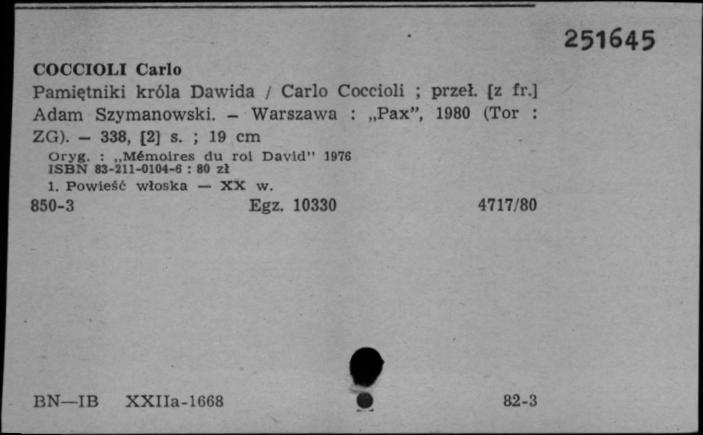 251645
COCCIOLI Carlo
Pamiętniki króla Dawida / Carlo Coccioli ; przeł. [z fr.]
Adam Szymanowski. — Warszawa : „Pax”, 1980 (Tor :
ZG). — 338, [2] s. ; 19 cm
Oryg. : „Mémoires du roi David” 1976
ISBN 83-211-0104-6 : 80 zł
1. Powieść włoska — XX w.
850-3 Egz. 10330 4717/80
BN—IB XXIIa-1668 82-3